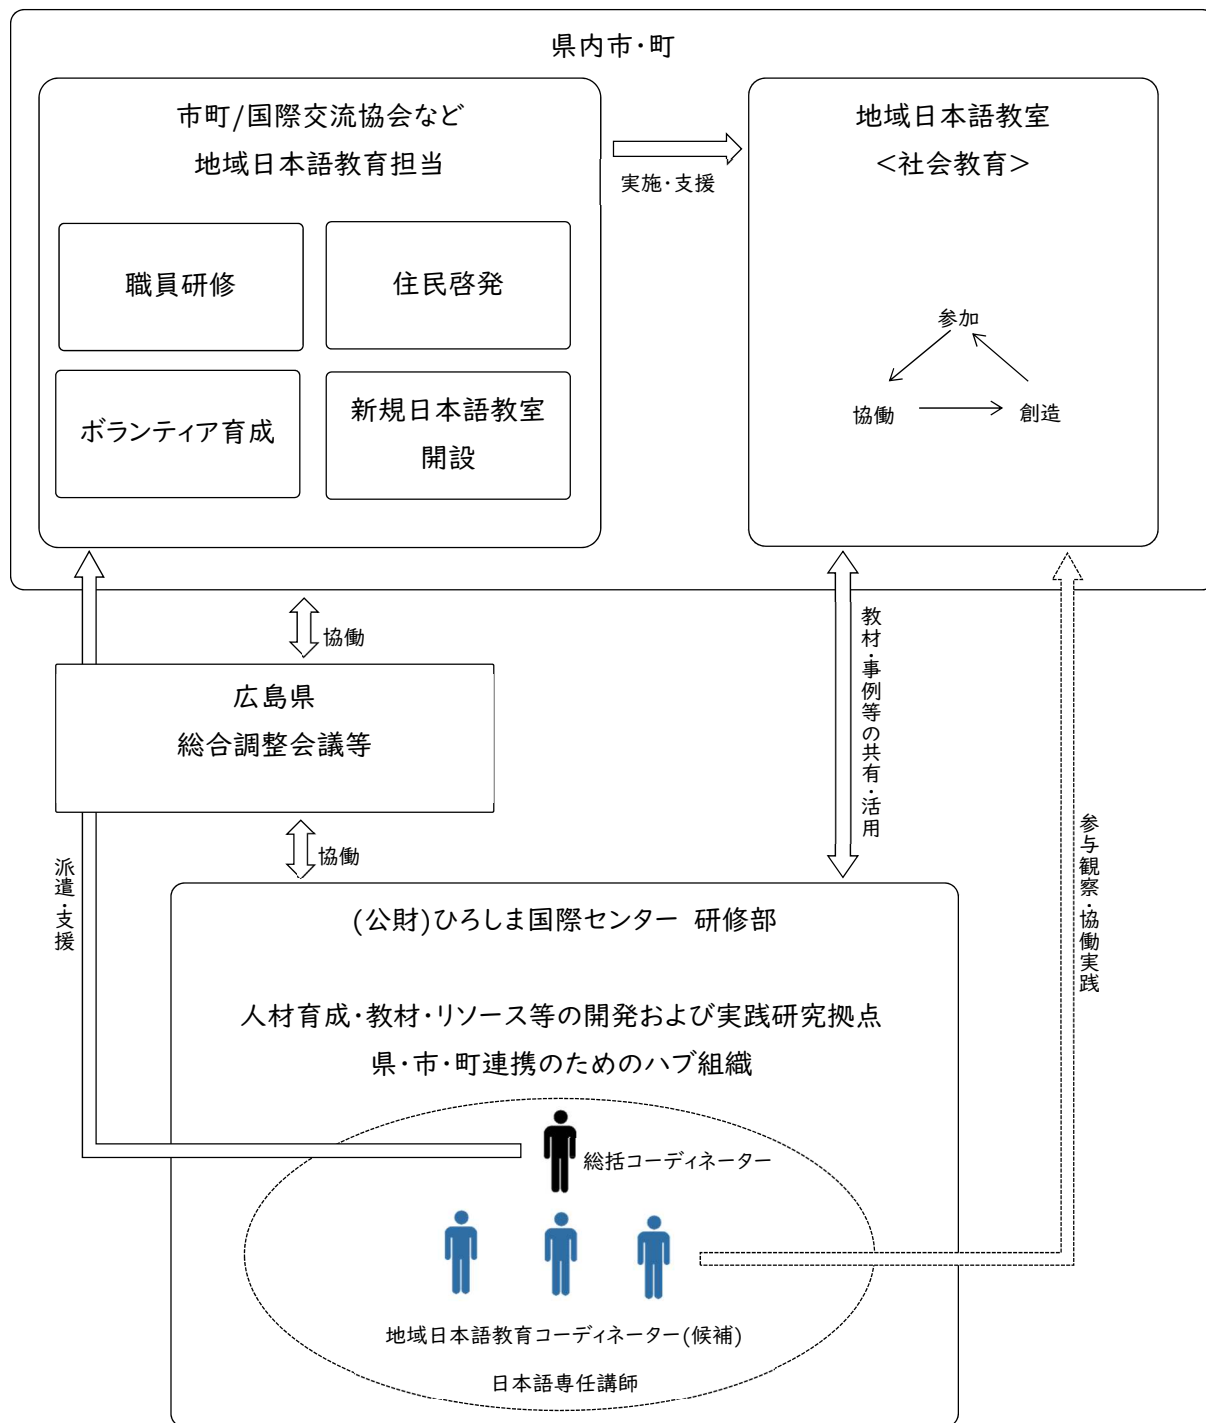 県内市・町
市町/国際交流協会など
地域日本語教育担当
職員研修
住民啓発
ボランティア育成
新規日本語教室
開設
実施・支援
地域日本語教室
<社会教育>
参加
協働
創造
協働
広島県
総合調整会議等
協働
派遣・支援
教材・事例等の共有・活用
参与観察・協働実践
(公財)ひろしま国際センター 研修部
人材育成・教材・リソース等の開発および実践研究拠点
県・市・町連携のためのハブ組織
総括コーディネーター
地域日本語教育コーディネーター(候補)
日本語専任講師